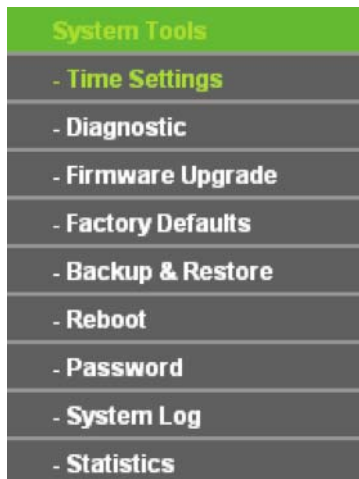 System Tools
- Time Settings
- Diagnostic
- Firmware Upgrade
- Factory Defaults
- Backup & Restore
- Reboot
- Password
- System Log
- Statistics